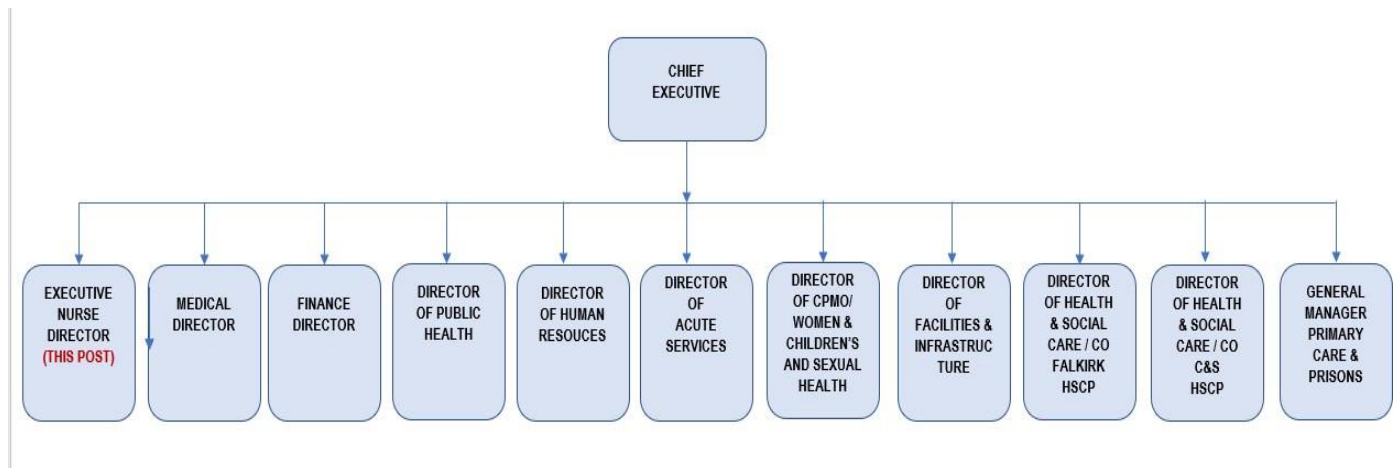 CHIEF
EXECUTIVE
EXECUTIVE
NURSE
DIRECTOR
(THIS POST)
MEDICAL
DIRECTOR
FINANCE
DIRECTOR
DIRECTOR
OF PUBLIC
HEALTH
DIRECTOR
OF HUMAN
RESOUCES
DIRECTOR
OF
ACUTE
SERVICES
DIRECTOR
OF CPMO/
WOMEN &
CHILDREN'S
AND SEXUAL
HEALTH
DIRECTOR
OF
FACILITIES &
INFRASTRUC
TURE
DIRECTOR
OF HEALTH
& SOCIAL
CARE / CO
FALKIRK
HSCP
DIRECTOR
OF HEALTH
& SOCIAL
CARE / CO
C&S
HSCP
GENERAL
MANAGER
PRIMARY
CARE &
PRISONS